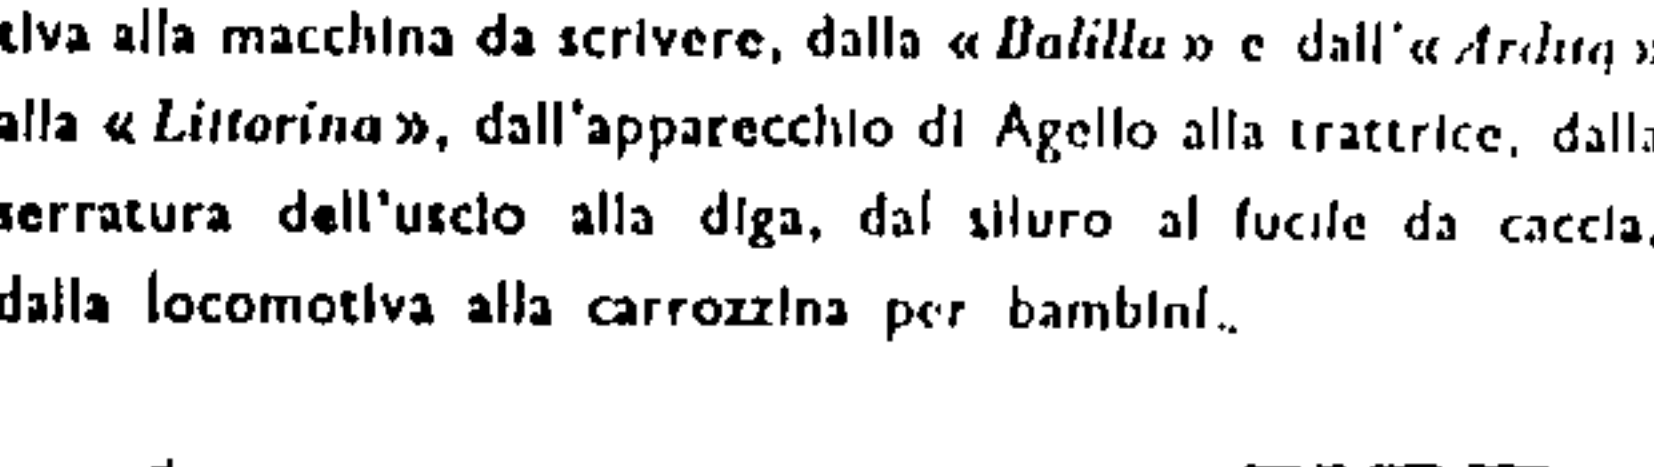 tiva alla macchina da scrivere, dalla « Balilla » e dall'« Ardita »
alla « Littorina », dall'apparecchio di Agello alla trattrice, dalla
serratura dell'uscio alla diga, dal siluro al fucile da caccia,
dalla locomotiva alla carrozzina per bambini..